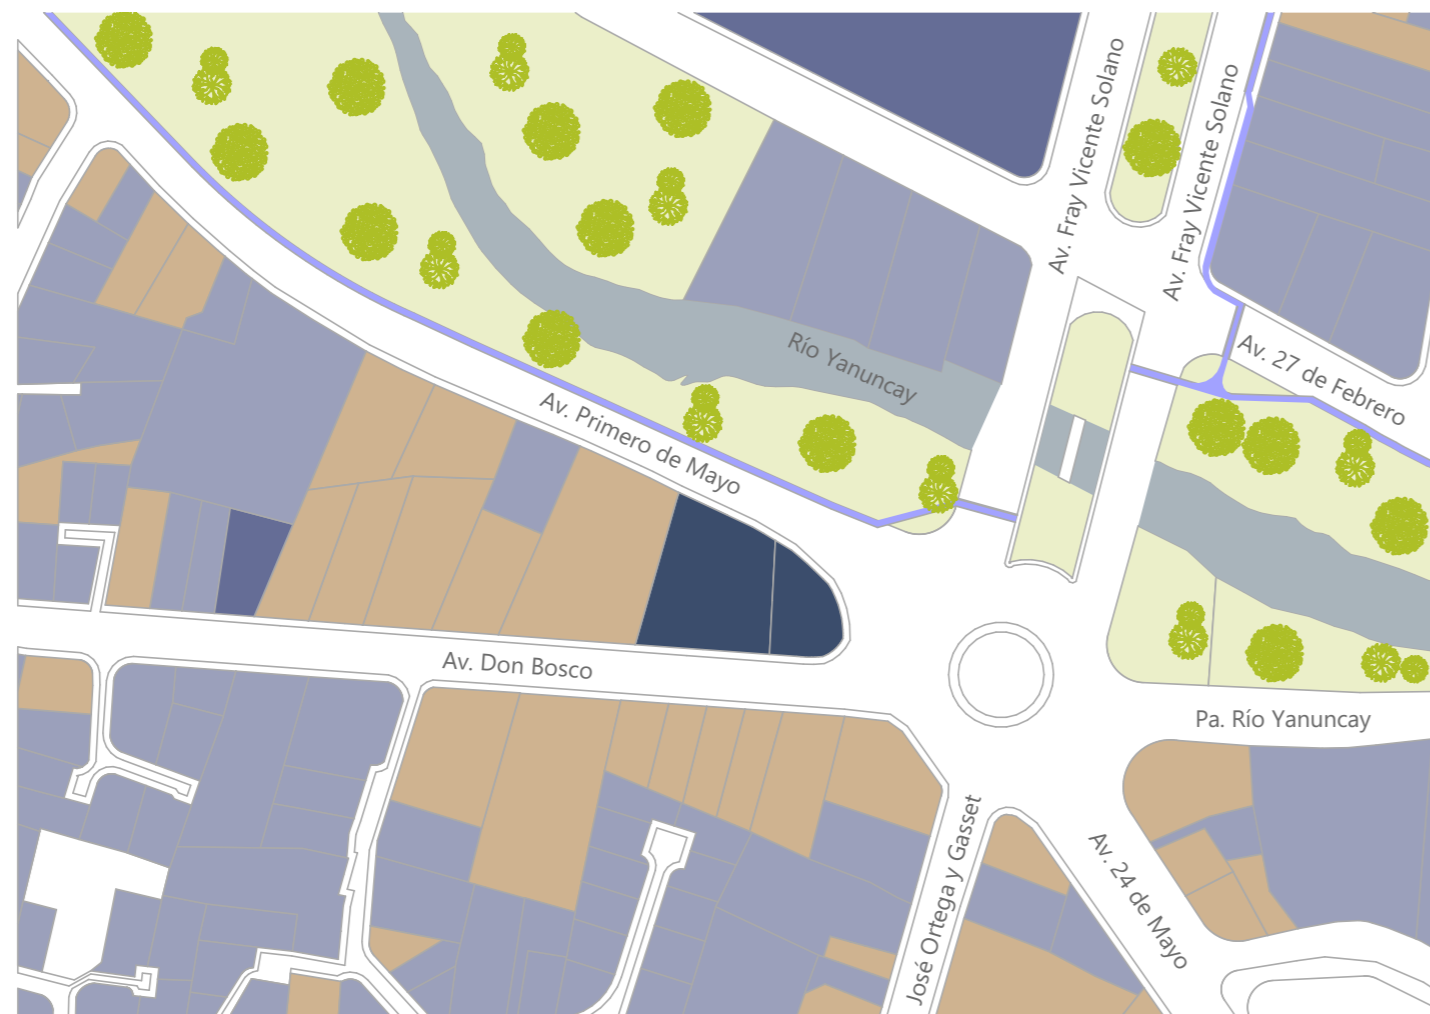 Av. Fray Vicente Solano
Av. Fray Vicente Solano
Río Yanuncay
Av. 27 de Febrero
Av. Primero de Mayo
Av. Don Bosco
Pa. Río Yanuncay
José Ortega y Gasset
Av. 24 de Mayo